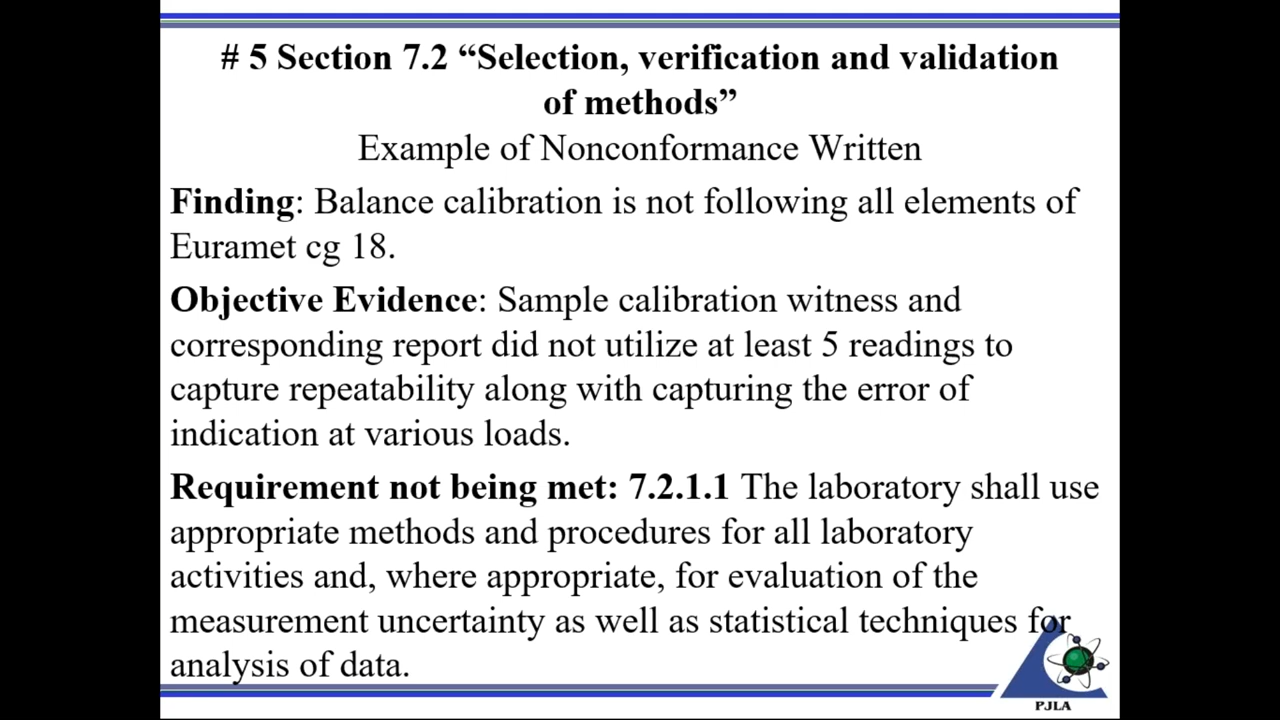 # 5 Section 7.2 “Selection, verification and validation
of methods”
Example of Nonconformance Written
Finding: Balance calibration is not following all elements of
Euramet cg 18.
Objective Evidence: Sample calibration witness and
corresponding report did not utilize at least 5 readings to
capture repeatability along with capturing the error of
indication at various loads.
Requirement not being met: 7.2.1.1 The laboratory shall use
appropriate methods and procedures for all laboratory
activities and, where appropriate, for evaluation of the
measurement uncertainty as well as statistical techniques for
analysis of data.
PJLA